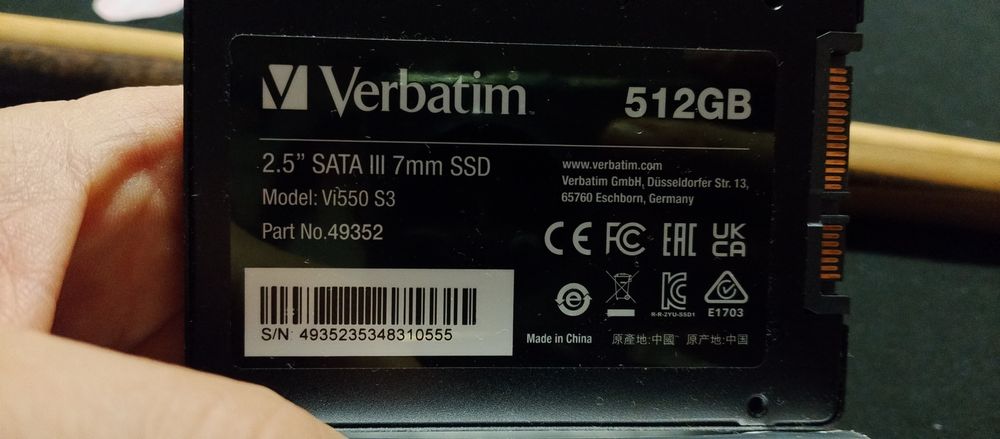 Verbatim
512GB
2.5” SATA III 7mm SSD
Model: Vi550 S3
Part No.49352
www.verbatim.com
Verbatim GmbH, Düsseldorfer Str. 13,
65760 Eschborn, Germany
CE FC EAC UK
CA
e
R-R-2YU-SSD1
E1703
S/N 4935235348310555
Made in China 原產地:中國 原产地:中国